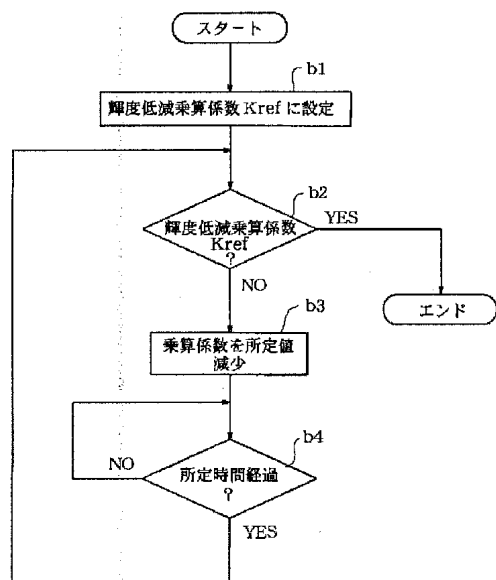 スタート
b1
輝度低減乗算係数 Kref に設定
b2
輝度低減乗算係数
Kref
?
YES
NO
エンド
b3
乗算係数を所定値
減少
b4
NO
所定時間経過
?
YES